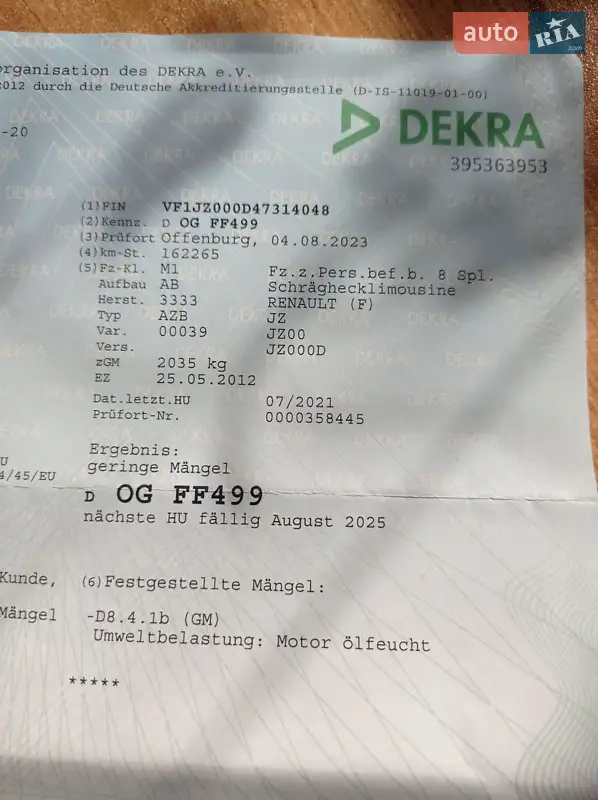 auto RIA .com
organisation des DEKRA e.V.
2012 durch die Deutsche Akkreditierungsstelle (D-IS-11019-01-00)
-20
DEKRA
395363953
(1) FIN VF1JZ000D47314048
(2) Kennz. D OG FF499
(3) Prüfort Offenburg, 04.08.2023
(4) km-St. 162265
(5) Fz-Kl. M1 Fz.z.Pers.bef.b. 8 Spl.
Aufbau AB Schräghecklimousine
Herst. 3333 RENAULT (F)
Typ AZB JZ
Var. 00039 JZ00
Vers. JZ000D
zGM 2035 kg
EZ 25.05.2012
Dat.letzt.HU 07/2021
Prüfort-Nr. 0000358445
Ergebnis:
U geringe Mängel
4/45/EU
D OG FF499
nächste HU fällig August 2025
Kunde, (6) Festgestellte Mängel:
Mängel -D8.4.1b (GM)
Umweltbelastung: Motor ölfeucht
*****